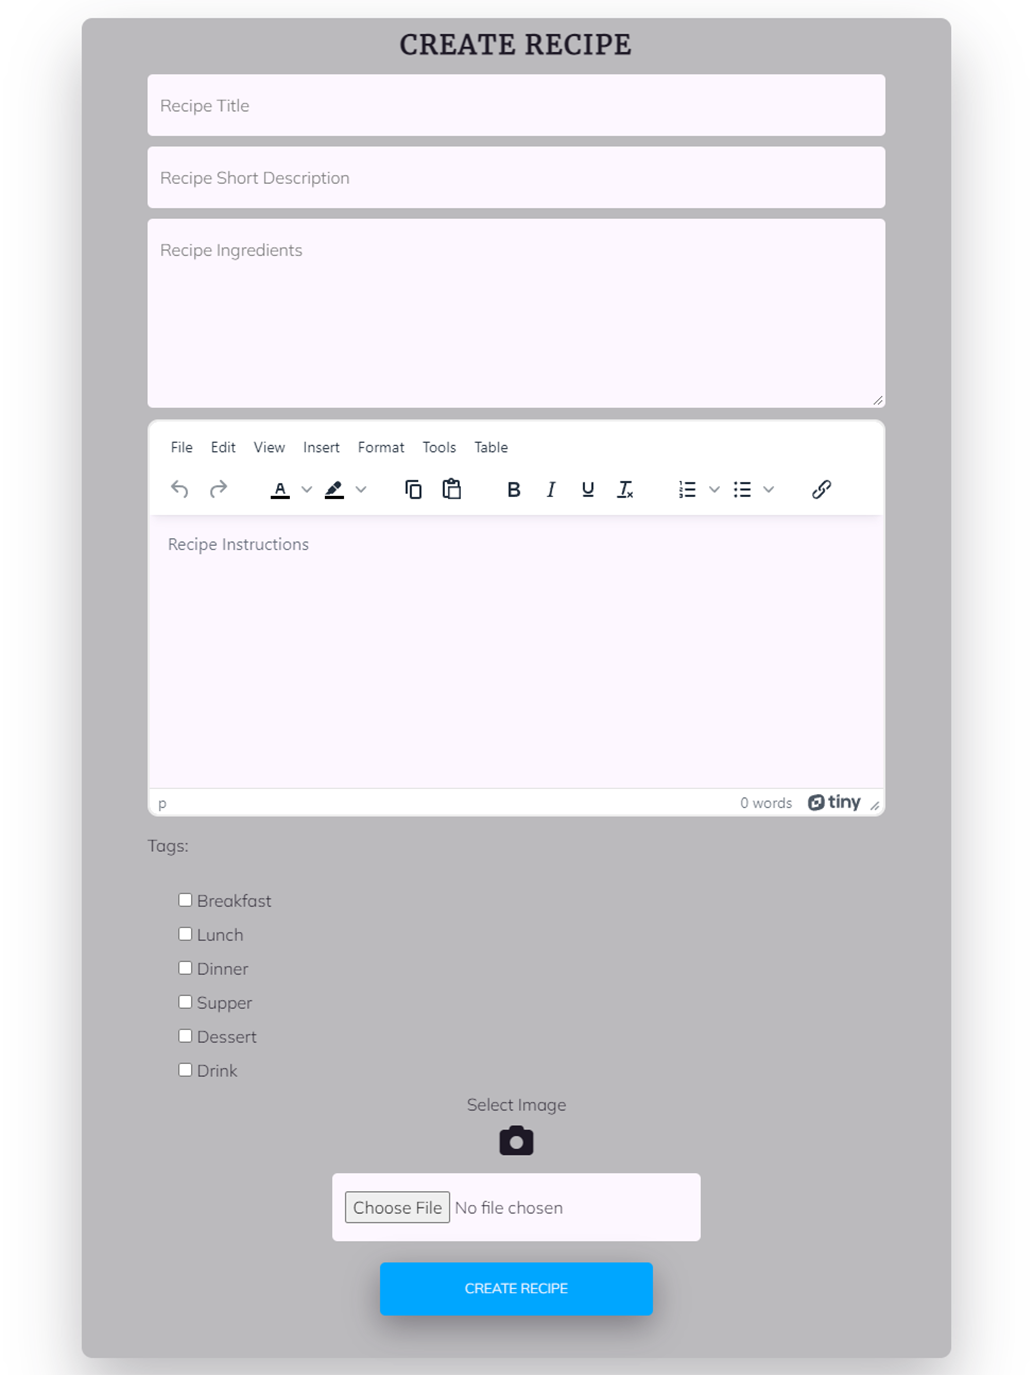 CREATE RECIPE
Recipe Title
Recipe Short Description
Recipe Ingredients
File Edit View Insert Format Tools Table
Recipe Instructions
p 0 words tiny
Tags:
Breakfast
Lunch
Dinner
Supper
Dessert
Drink
Select Image
Choose File No file chosen
CREATE RECIPE